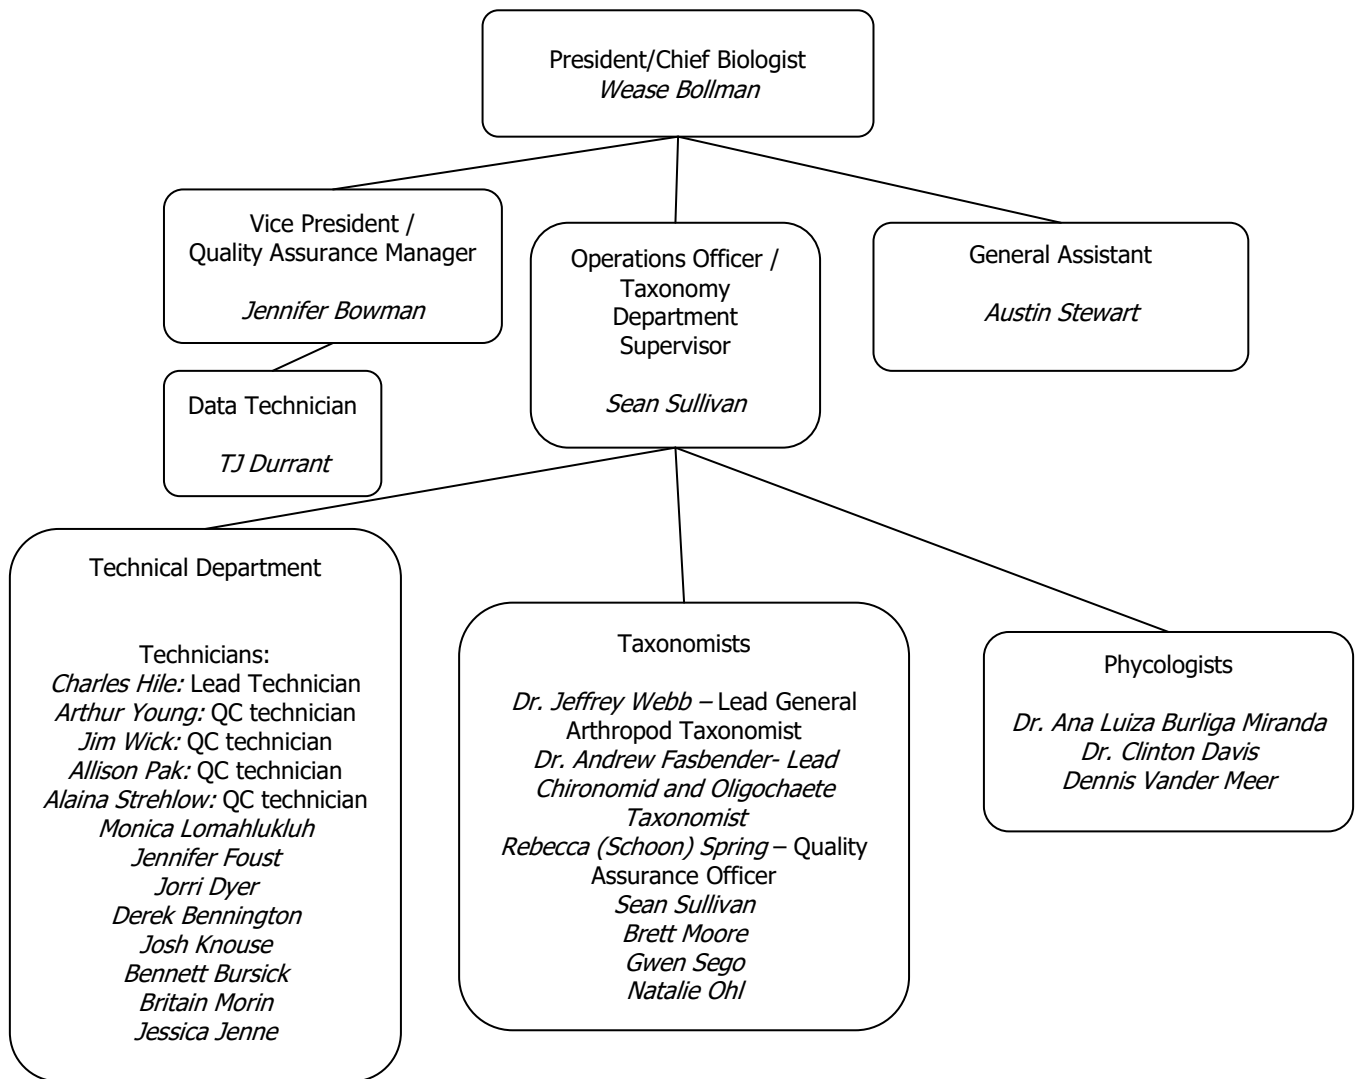 President/Chief Biologist
Wease Bollman
Vice President /
Quality Assurance Manager
Jennifer Bowman
Operations Officer /
Taxonomy
Department
Supervisor
Sean Sullivan
General Assistant
Austin Stewart
Data Technician
TJ Durrant
Technical Department
Technicians:
Charles Hile: Lead Technician
Arthur Young: QC technician
Jim Wick: QC technician
Allison Pak: QC technician
Alaina Strehlow: QC technician
Monica Lomahlukluh
Jennifer Foust
Jorri Dyer
Derek Bennington
Josh Knouse
Bennett Bursick
Britain Morin
Jessica Jenne
Taxonomists
Dr. Jeffrey Webb – Lead General
Arthropod Taxonomist
Dr. Andrew Fasbender- Lead
Chironomid and Oligochaete
Taxonomist
Rebecca (Schoon) Spring – Quality
Assurance Officer
Sean Sullivan
Brett Moore
Gwen Sego
Natalie Ohl
Phycologists
Dr. Ana Luiza Burliga Miranda
Dr. Clinton Davis
Dennis Vander Meer